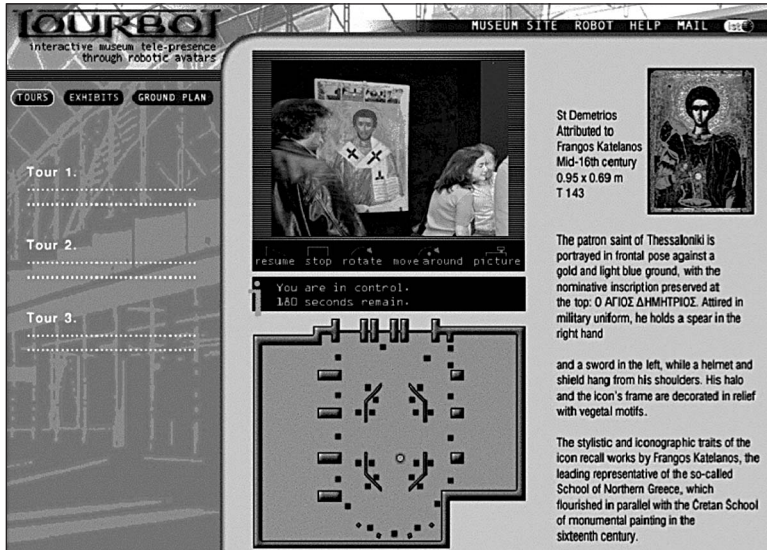 TOURBOT
interactive museum tele-presence
through robotic avatars
MUSEUM SITE ROBOT HELP MAIL ist
TOURS EXHIBITS GROUND PLAN
Tour 1.
Tour 2.
Tour 3.
resume stop rotate move around picture
i
You are in control.
180 seconds remain.
St Demetrios
Attributed to
Frangos Katelanos
Mid-16th century
0.95 x 0.69 m
T 143
The patron saint of Thessaloniki is
portrayed in frontal pose against a
gold and light blue ground, with the
nominative inscription preserved at
the top: Ο ΑΓΙΟΣ ΔΗΜΗΤΡΙΟΣ. Attired in
military uniform, he holds a spear in the
right hand
and a sword in the left, while a helmet and
shield hang from his shoulders. His halo
and the icon's frame are decorated in relief
with vegetal motifs.
The stylistic and iconographic traits of the
icon recall works by Frangos Katelanos, the
leading representative of the so-called
School of Northern Greece, which
flourished in parallel with the Cretan School
of monumental painting in the
sixteenth century.